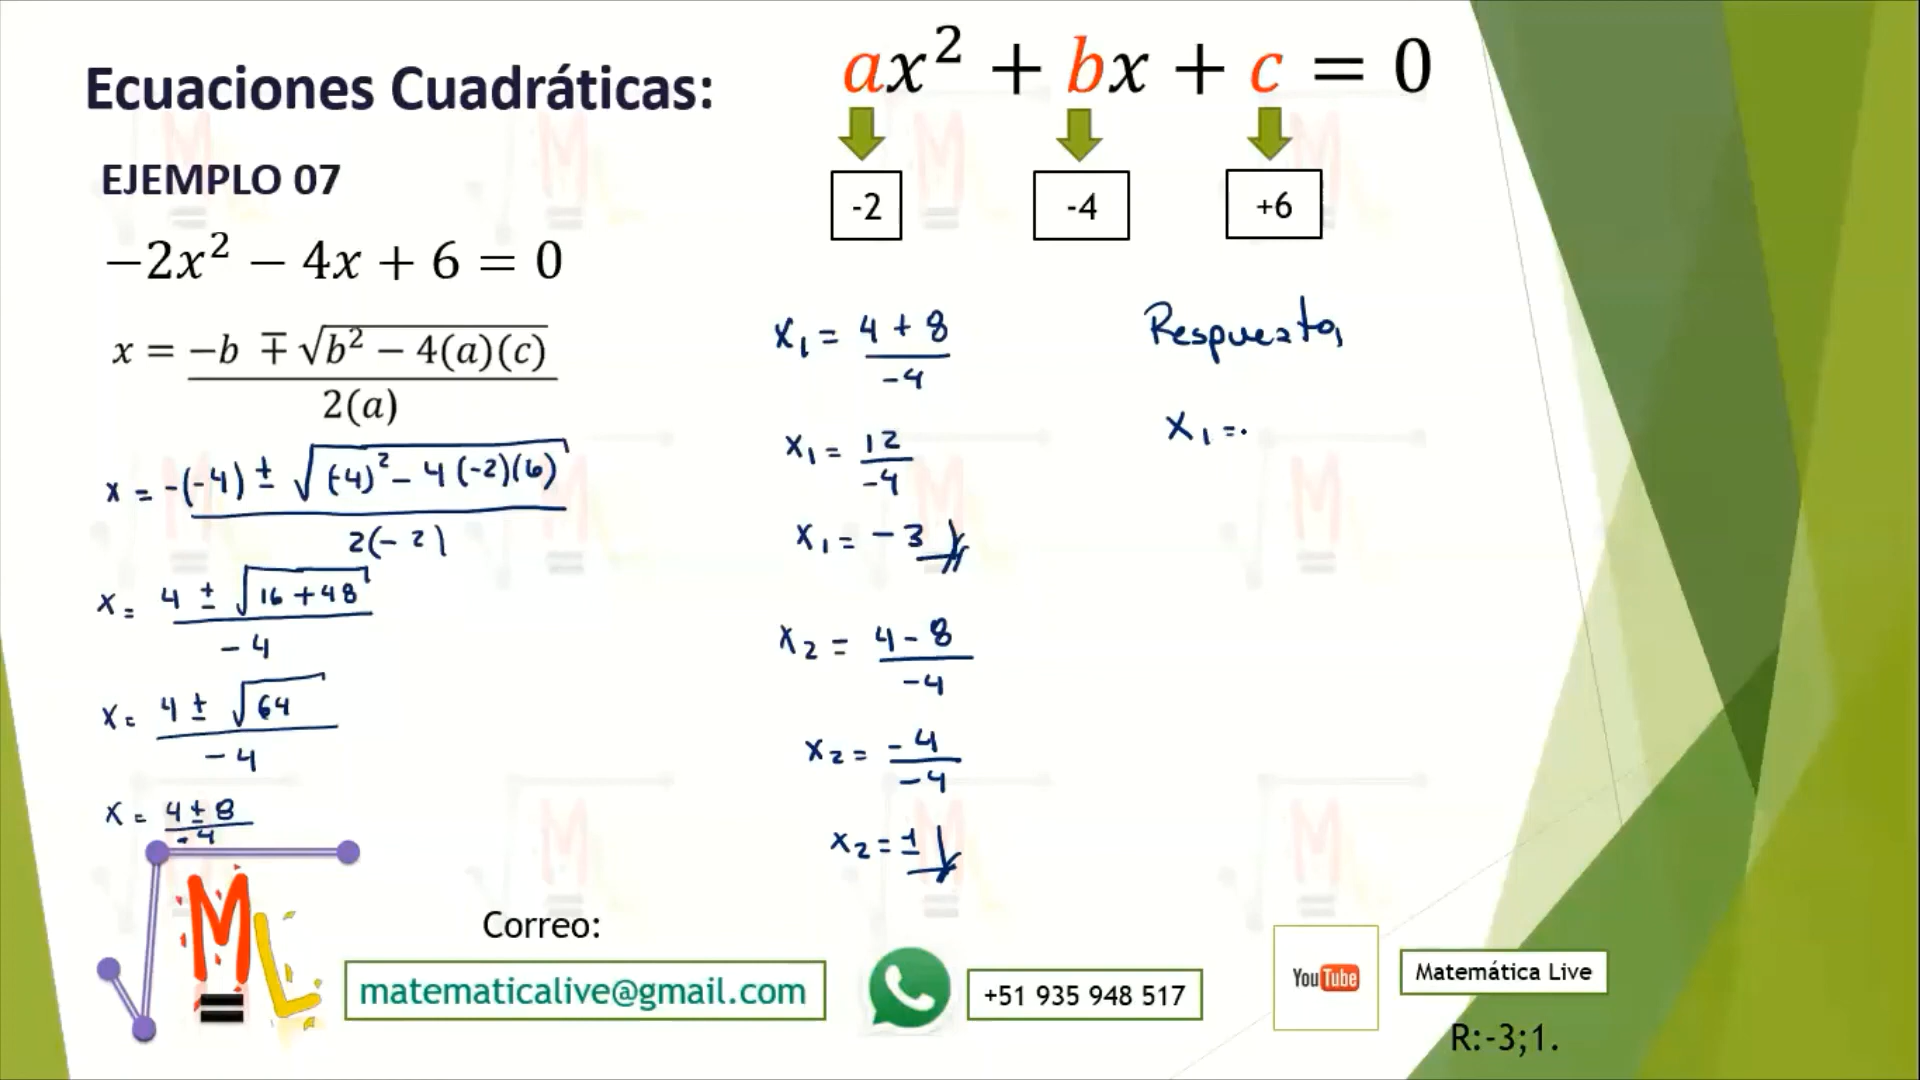 Ecuaciones Cuadráticas:
ax² + bx + c = 0
-2
-4
+6
EJEMPLO 07
−2x² − 4x + 6 = 0
x = −b ∓ √b² − 4(a)(c)
2(a)
x = -(-4) ± √(-4)² - 4(-2)(6)
2(-2)
x = 4 ± √16 + 48
-4
x = 4 ± √64
-4
x = 4 ± 8
-4
x₁ = 4 + 8
-4
x₁ = 12
-4
x₁ = -3
x₂ = 4 - 8
-4
x₂ = -4
-4
x₂ = 1
Respuesta
x₁ =
ML
=
Correo:
matematicalive@gmail.com
+51 935 948 517
YouTube
Matemática Live
R:-3;1.